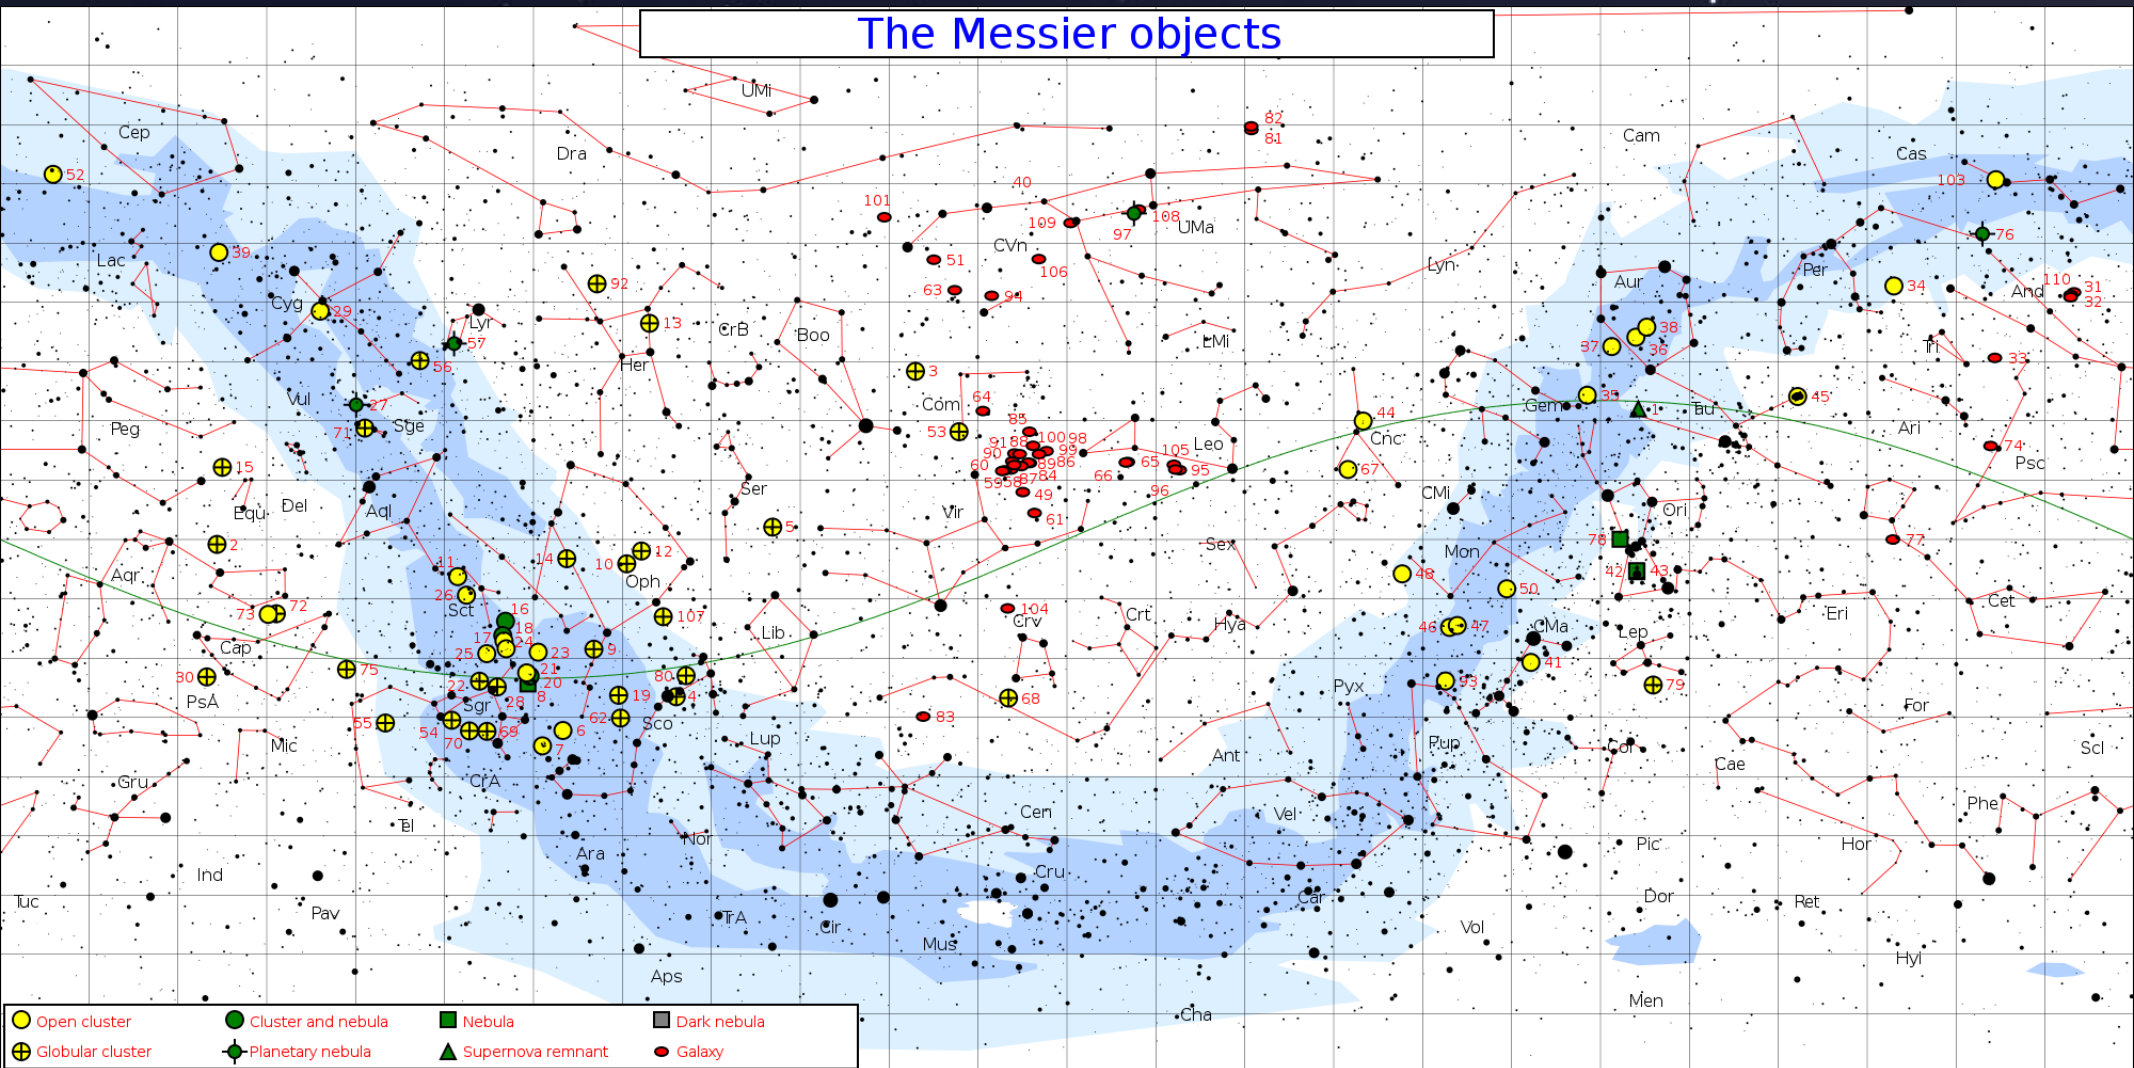 The Messier objects
UMi
Cep
Dra
82
81
Cam
Cas
52
40
103
101
109
108
97
UMa
76
Lac
39
CVn
51
106
Lyn
Per
Aur
92
63
94
34
And
110
31
32
Cyg
29
Lyr
57
13
CrB
Boo
LMi
38
37
36
56
Her
Tri
33
3
Vul
27
Com
64
Gem
35
1
Tau
45
Peg
71
Sge
53
85
44
Cnc
Ari
91
88
100
98
99
90
89
86
60
59
58
87
84
Leo
105
65
66
95
96
67
74
Psc
15
Ser
49
CMi
Equ
Del
Aql
Vir
61
Ori
5
2
14
12
10
Oph
Sex
Mon
78
77
Aqr
11
26
48
42
43
50
Sct
73
72
16
18
17
24
107
104
Crv
Crt
Hya
46
47
CMa
Lep
Eri
Cet
Lib
Cap
25
23
9
75
30
PsA
22
21
20
28
8
80
4
19
62
Sco
68
41
93
79
Pyx
For
Sgr
55
54
70
69
6
7
83
Mic
Lup
Ant
Pup
Col
Cae
Scl
Gru
CrA
Tel
Cen
Vel
Phe
Nor
Ara
Pic
Hor
Ind
Cru
Tuc
Pav
TrA
Cir
Mus
Car
Vol
Dor
Ret
Aps
Hyi
Men
Cha
Open cluster
Cluster and nebula
Nebula
Dark nebula
Globular cluster
Planetary nebula
Supernova remnant
Galaxy